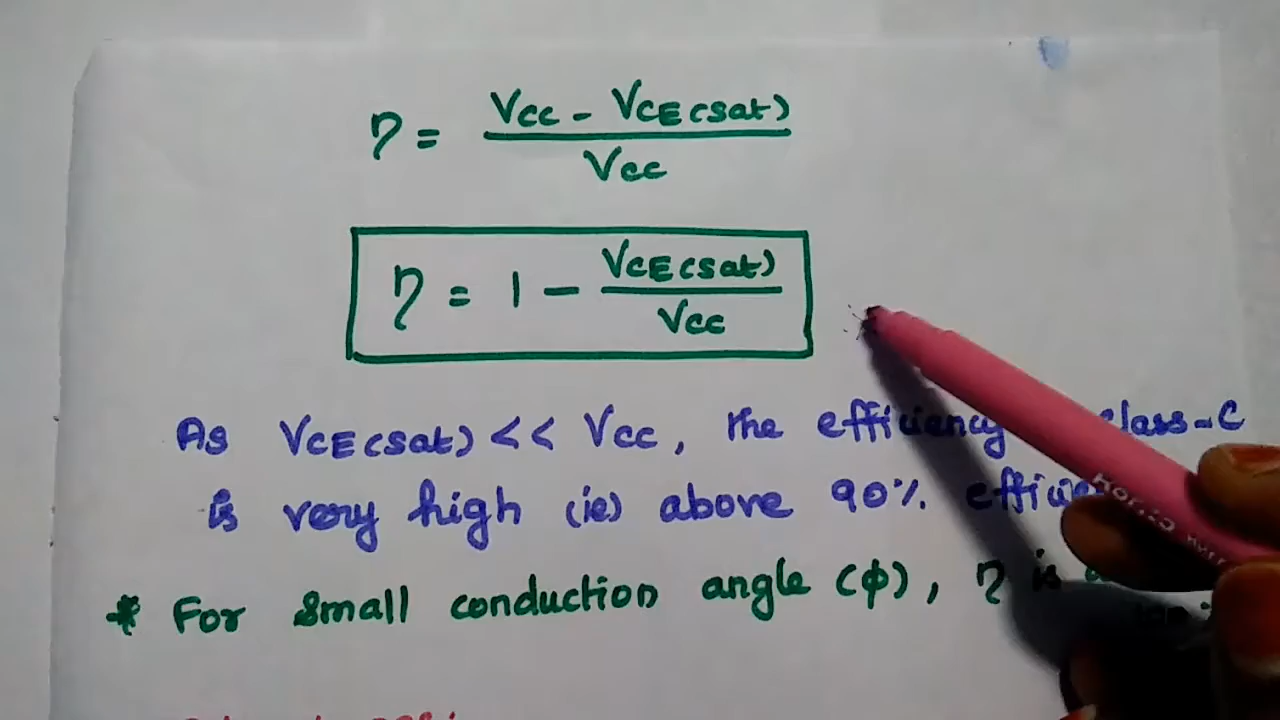 η = VCC - VCE(sat) / VCC
η = 1 - VCE(sat) / VCC
As VCE(sat) << VCC, the efficiency class-C
is very high (ie) above 90%
* For small conduction angle (φ), η is